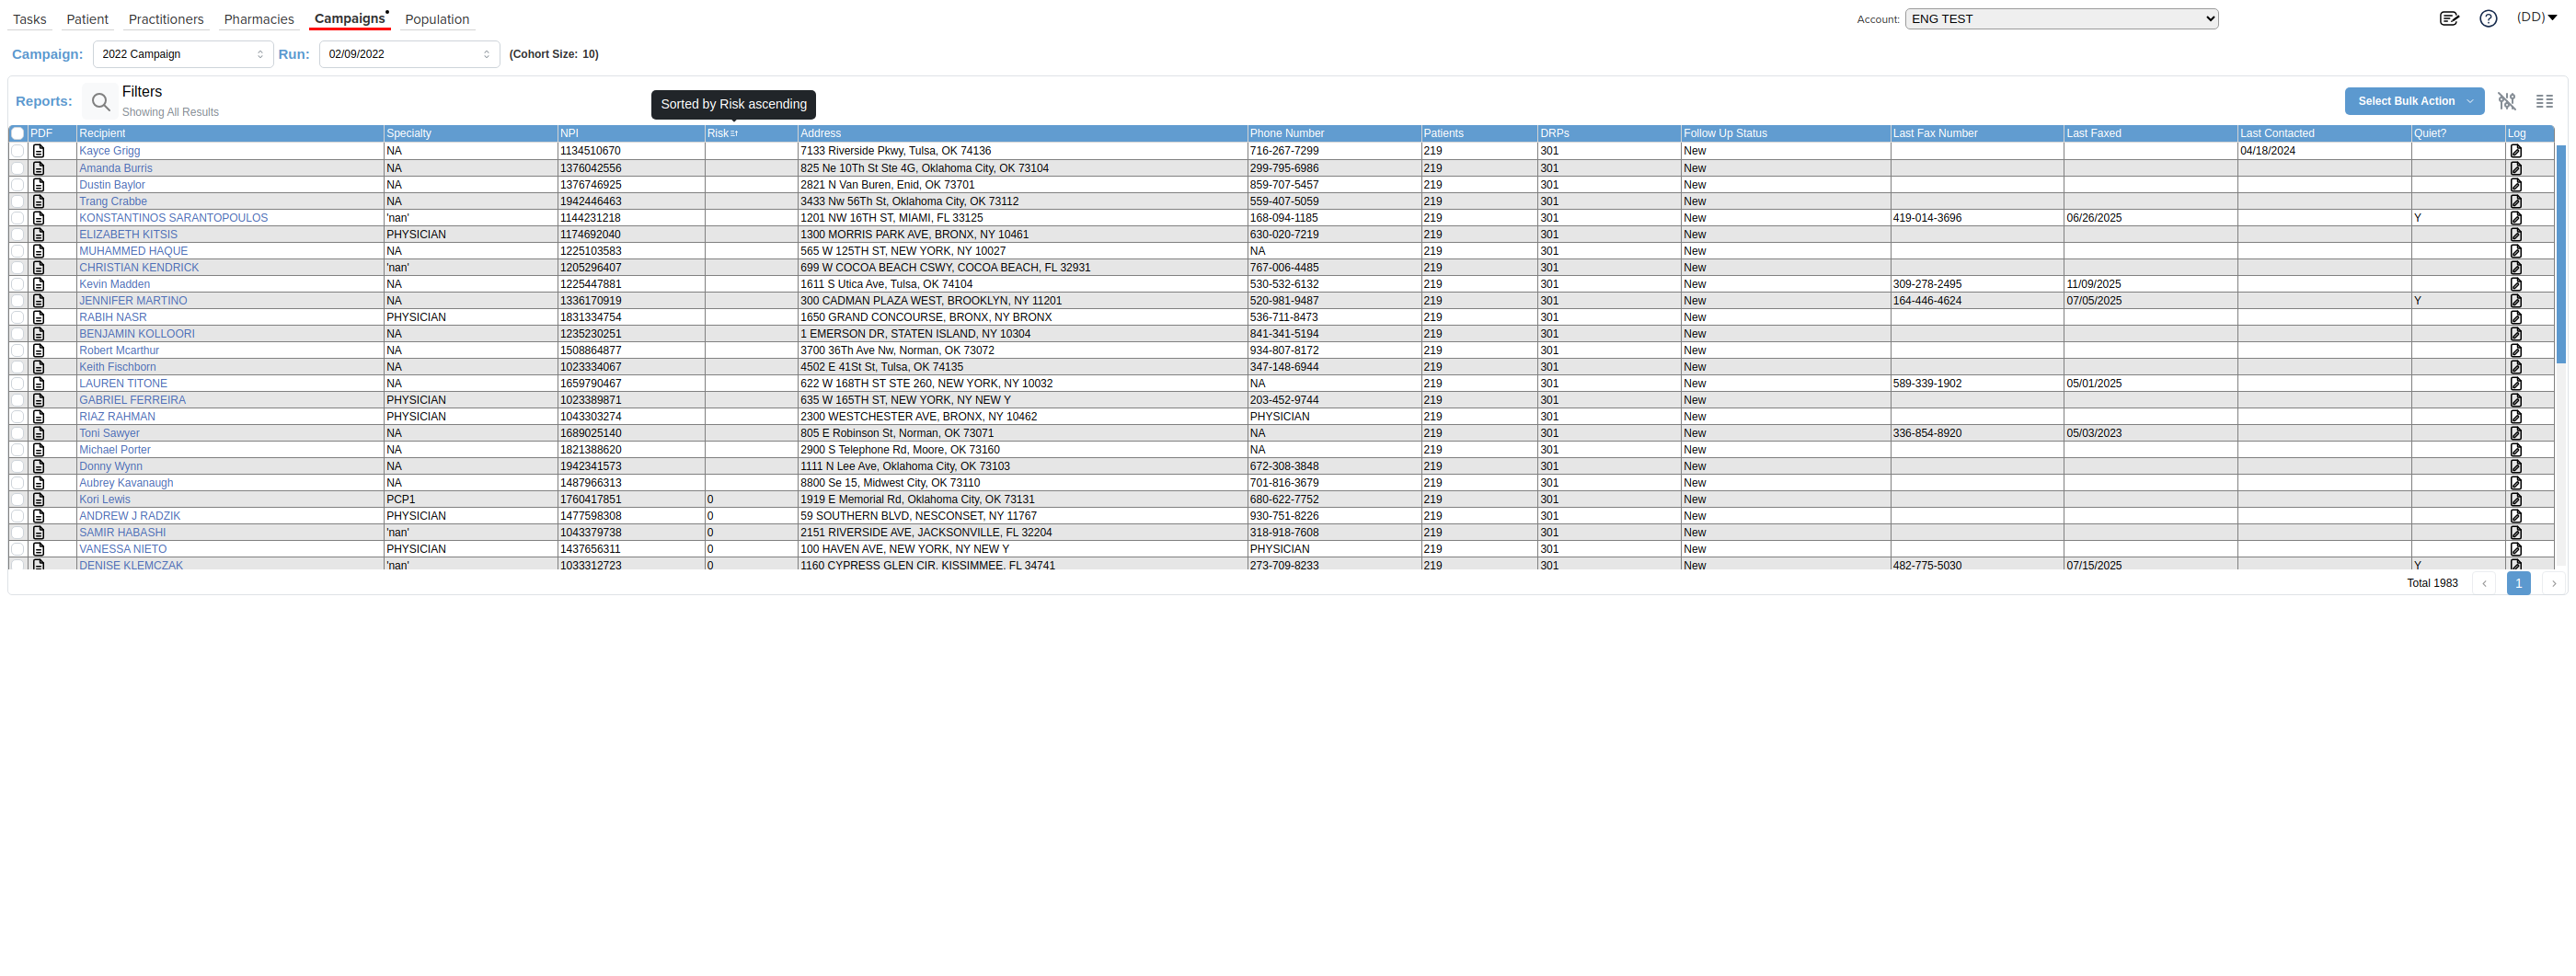 Tasks Patient Practitioners Pharmacies Campaigns Population Account: ENG TEST (DD)
Campaign: 2022 Campaign Run: 02/09/2022 (Cohort Size: 10)
Reports: Filters
Showing All Results
Sorted by Risk ascending
Select Bulk Action
PDF Recipient Specialty NPI Risk Address Phone Number Patients DRPs Follow Up Status Last Fax Number Last Faxed Last Contacted Quiet? Log
Kayce Grigg NA 1134510670 7133 Riverside Pkwy, Tulsa, OK 74136 716-267-7299 219 301 New 04/18/2024
Amanda Burris NA 1376042556 825 Ne 10Th St Ste 4G, Oklahoma City, OK 73104 299-795-6986 219 301 New
Dustin Baylor NA 1376746925 2821 N Van Buren, Enid, OK 73701 859-707-5457 219 301 New
Trang Crabbe NA 1942446463 3433 Nw 56Th St, Oklahoma City, OK 73112 559-407-5059 219 301 New
KONSTANTINOS SARANTOPOULOS 'nan' 1144231218 1201 NW 16TH ST, MIAMI, FL 33125 168-094-1185 219 301 New 419-014-3696 06/26/2025 Y
ELIZABETH KITSIS PHYSICIAN 1174692040 1300 MORRIS PARK AVE, BRONX, NY 10461 630-020-7219 219 301 New
MUHAMMED HAQUE NA 1225103583 565 W 125TH ST, NEW YORK, NY 10027 NA 219 301 New
CHRISTIAN KENDRICK 'nan' 1205296407 699 W COCOA BEACH CSWY, COCOA BEACH, FL 32931 767-006-4485 219 301 New
Kevin Madden NA 1225447881 1611 S Utica Ave, Tulsa, OK 74104 530-532-6132 219 301 New 309-278-2495 11/09/2025
JENNIFER MARTINO NA 1336170919 300 CADMAN PLAZA WEST, BROOKLYN, NY 11201 520-981-9487 219 301 New 164-446-4624 07/05/2025 Y
RABIH NASR PHYSICIAN 1831334754 1650 GRAND CONCOURSE, BRONX, NY BRONX 536-711-8473 219 301 New
BENJAMIN KOLLOORI NA 1235230251 1 EMERSON DR, STATEN ISLAND, NY 10304 841-341-5194 219 301 New
Robert Mcarthur NA 1508864877 3700 36Th Ave Nw, Norman, OK 73072 934-807-8172 219 301 New
Keith Fischborn NA 1023334067 4502 E 41St St, Tulsa, OK 74135 347-148-6944 219 301 New
LAUREN TITONE NA 1659790467 622 W 168TH ST STE 260, NEW YORK, NY 10032 NA 219 301 New 589-339-1902 05/01/2025
GABRIEL FERREIRA PHYSICIAN 1023389871 635 W 165TH ST, NEW YORK, NY NEW Y 203-452-9744 219 301 New
RIAZ RAHMAN PHYSICIAN 1043303274 2300 WESTCHESTER AVE, BRONX, NY 10462 PHYSICIAN 219 301 New
Toni Sawyer NA 1689025140 805 E Robinson St, Norman, OK 73071 NA 219 301 New 336-854-8920 05/03/2023
Michael Porter NA 1821388620 2900 S Telephone Rd, Moore, OK 73160 NA 219 301 New
Donny Wynn NA 1942341573 1111 N Lee Ave, Oklahoma City, OK 73103 672-308-3848 219 301 New
Aubrey Kavanaugh NA 1487966313 8800 Se 15, Midwest City, OK 73110 701-816-3679 219 301 New
Kori Lewis PCP1 1760417851 0 1919 E Memorial Rd, Oklahoma City, OK 73131 680-622-7752 219 301 New
ANDREW J RADZIK PHYSICIAN 1477598308 0 59 SOUTHERN BLVD, NESCONSET, NY 11767 930-751-8226 219 301 New
SAMIR HABASHI 'nan' 1043379738 0 2151 RIVERSIDE AVE, JACKSONVILLE, FL 32204 318-918-7608 219 301 New
VANESSA NIETO PHYSICIAN 1437656311 0 100 HAVEN AVE, NEW YORK, NY NEW Y PHYSICIAN 219 301 New
DENISE KLEMCZAK 'nan' 1033312723 0 1160 CYPRESS GLEN CIR, KISSIMMEE, FL 34741 273-709-8233 219 301 New 482-775-5030 07/15/2025 Y
Total 1983 1